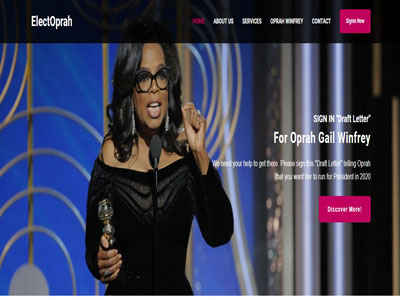 ElectOprah
HOME ABOUT US SERVICES OPRAH WINFREY CONTACT SignIn Now
SIGN IN "Draft Letter"
For Oprah Gail Winfrey
We need your help to get there. Please sign this "Draft Letter" telling Oprah
that you want her to run for President in 2020
Discover More!